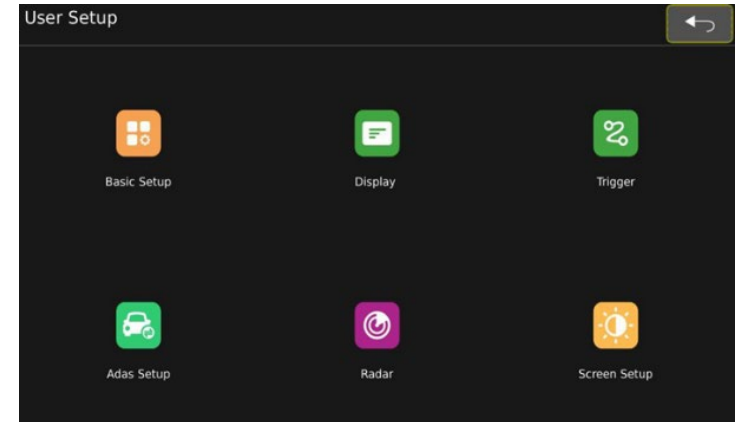 User Setup
Basic Setup
Display
Trigger
Adas Setup
Radar
Screen Setup